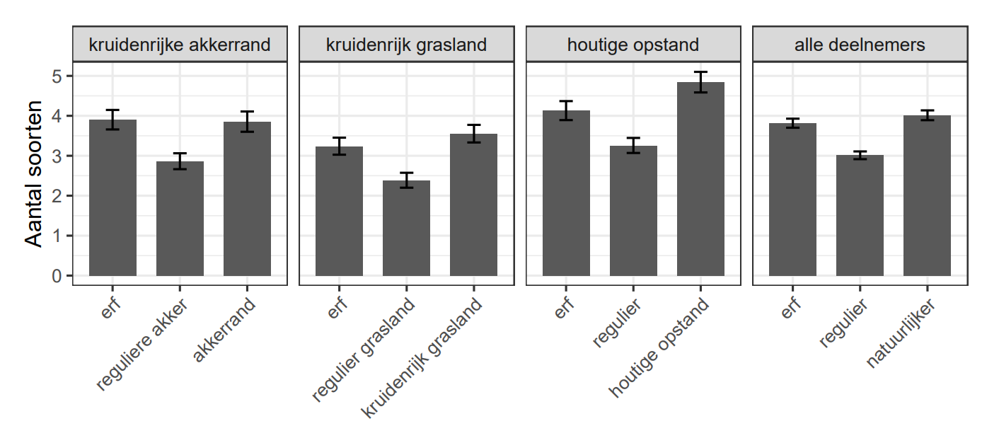 kruidenrijke akkerrand
kruidenrijk grasland
houtige opstand
alle deelnemers
Aantal soorten
5
4
3
2
1
0
erf
reguliere akker
akkerrand
erf
regulier grasland
kruidenrijk grasland
erf
regulier
houtige opstand
erf
regulier
natuurlijker